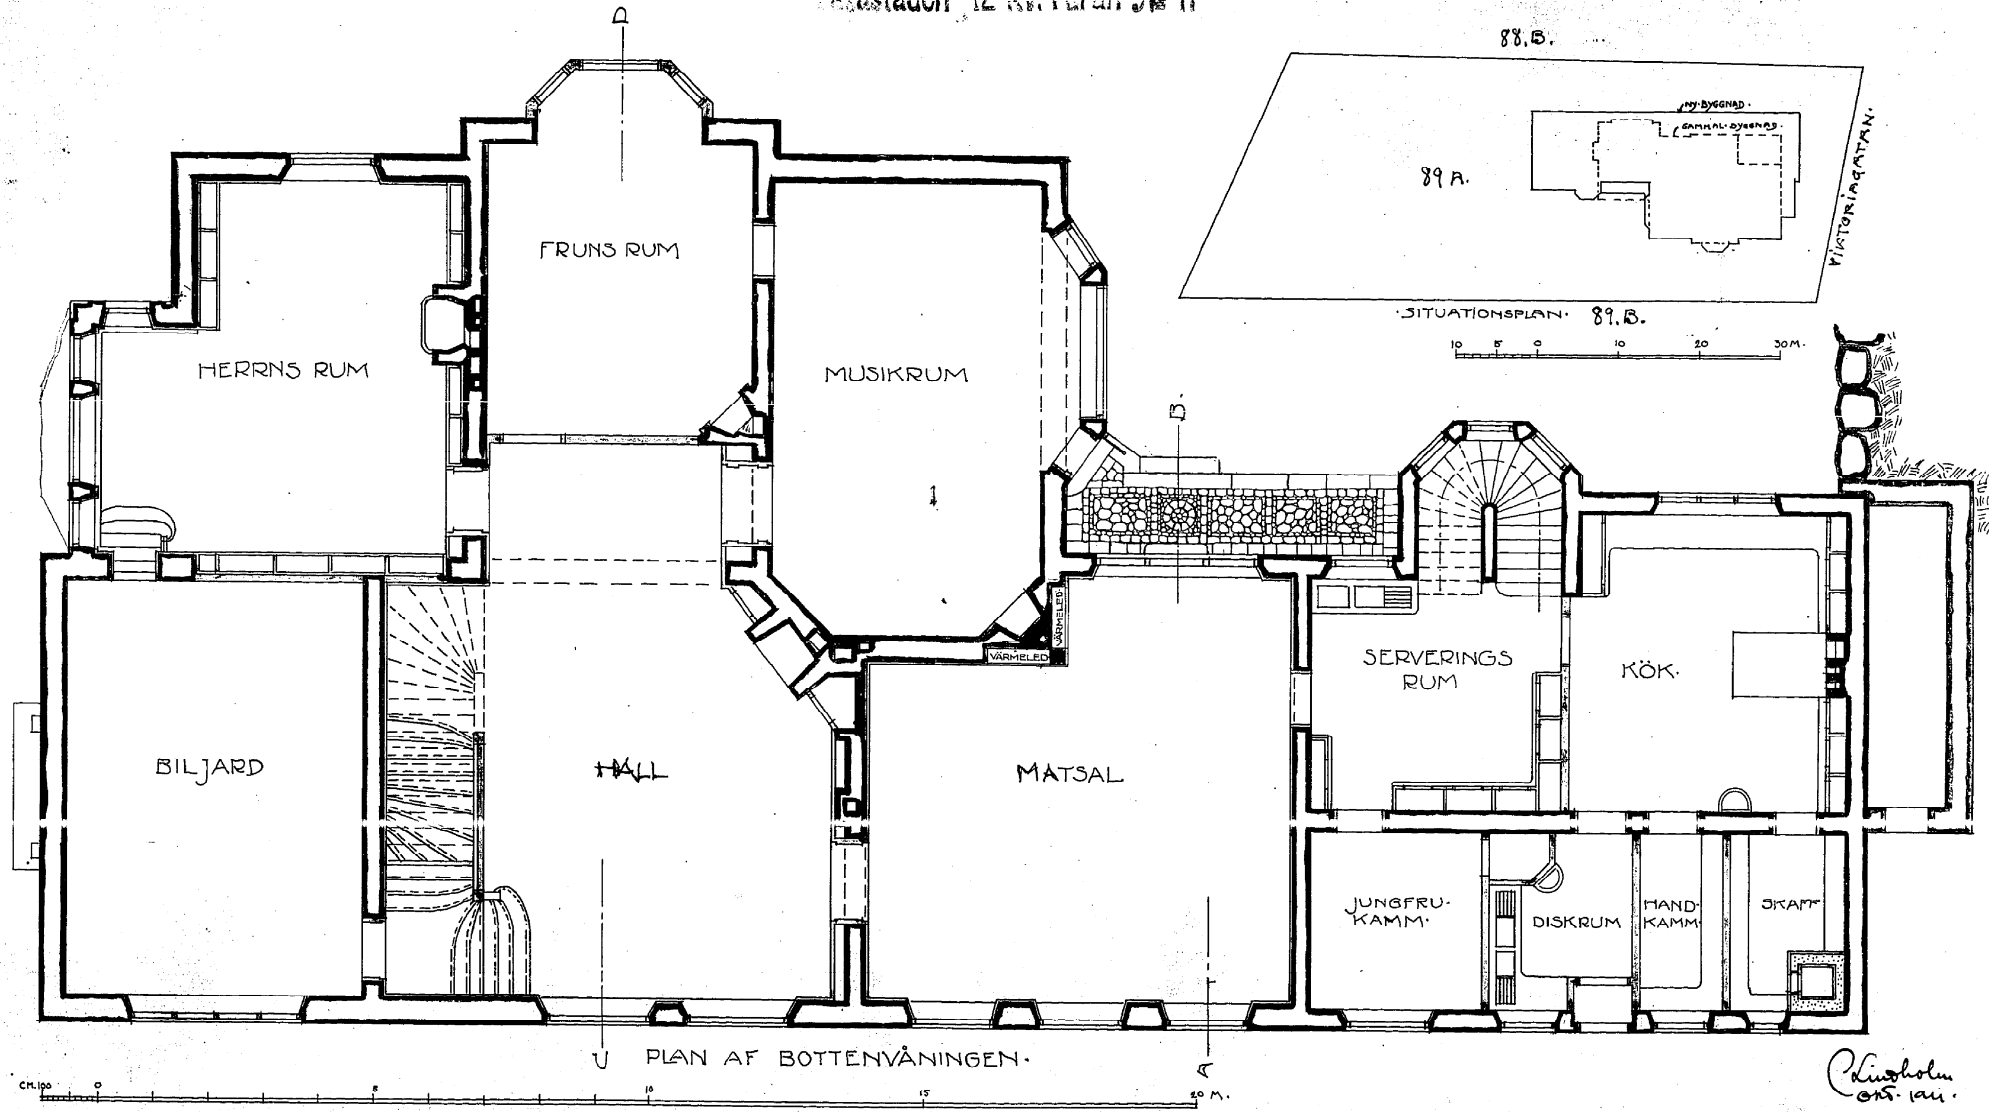 88.B.
NY·BYGGNAD·
GAMMAL·BYGGNAD·
89 A.
VIKTORIAGATAN.
·SITUATIONSPLAN· 89.B.
10 5 0 10 20 30 M.
D
FRUNS RUM
HERRNS RUM
MUSIKRUM
B.
VÄRMELED·
VÄRMELED·
SERVERINGS
RUM
KÖK·
BILJARD
HALL
MATSAL
JUNGFRU-
KAMM·
DISKRUM
HAND-
KAMM·
SKAF
PLAN AF BOTTENVÅNINGEN·
CM.100 0 5 10 15 20 M.
C Lindholm